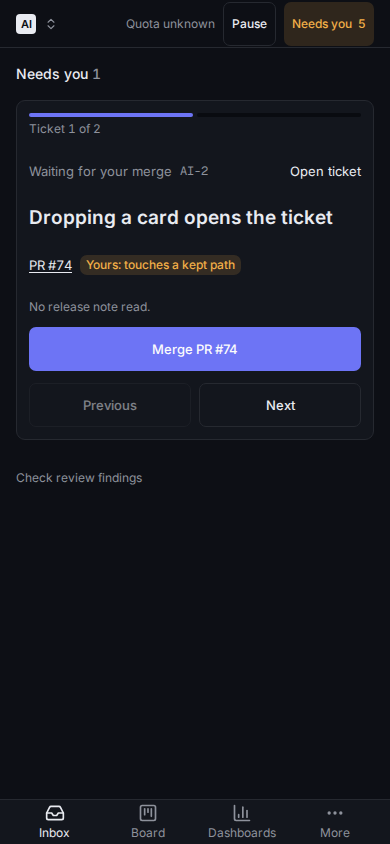 AI
Quota unknown
Pause
Needs you 5
Needs you 1
Ticket 1 of 2
Waiting for your merge AI-2
Open ticket
Dropping a card opens the ticket
PR #74 Yours: touches a kept path
No release note read.
Merge PR #74
Previous
Next
Check review findings
Inbox
Board
Dashboards
More